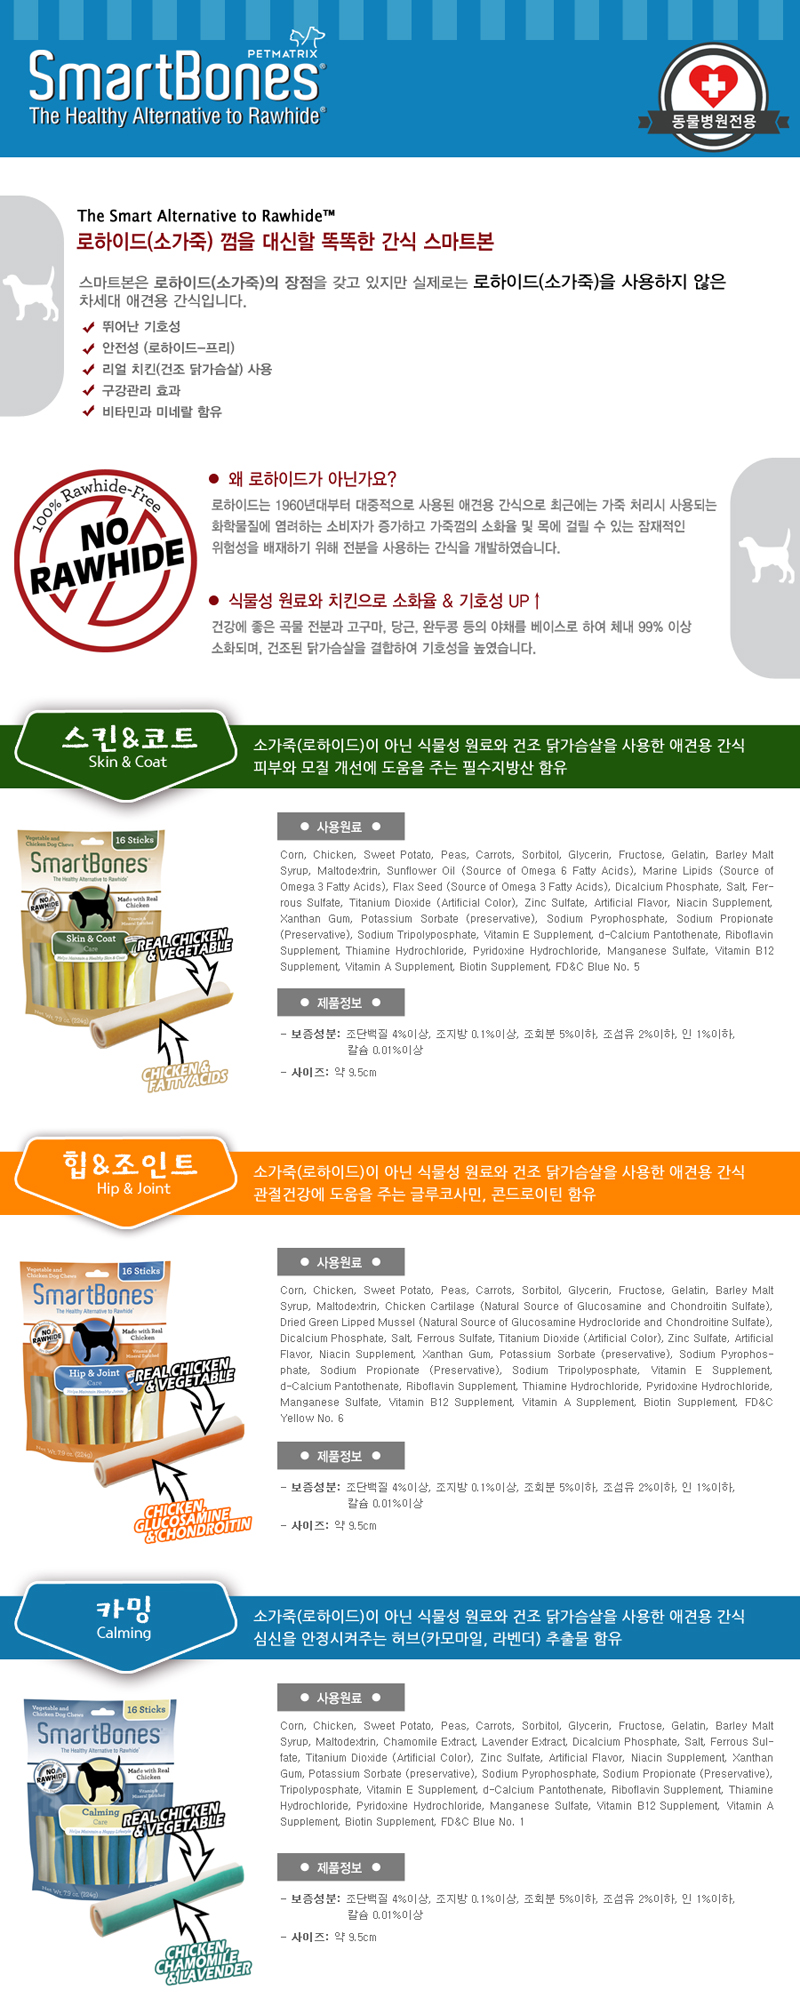 PETMATRIX
SmartBones®
The Healthy Alternative to Rawhide®
동물병원전용
The Smart Alternative to Rawhide™
로하이드(소가죽) 껌을 대신할 똑똑한 간식 스마트본
스마트본은 로하이드(소가죽)의 장점을 갖고 있지만 실제로는 로하이드(소가죽)을 사용하지 않은
차세대 애견용 간식입니다.
뛰어난 기호성
안전성 (로하이드-프리)
리얼 치킨(건조 닭가슴살) 사용
구강관리 효과
비타민과 미네랄 함유
100% Rawhide-Free
NO
RAWHIDE
● 왜 로하이드가 아닌가요?
로하이드는 1960년대부터 대중적으로 사용된 애견용 간식으로 최근에는 가죽 처리시 사용되는
화학물질에 염려하는 소비자가 증가하고 가죽껌의 소화율 및 목에 걸릴 수 있는 잠재적인
위험성을 배재하기 위해 전분을 사용하는 간식을 개발하였습니다.
● 식물성 원료와 치킨으로 소화율 & 기호성 UP↑
건강에 좋은 곡물 전분과 고구마, 당근, 완두콩 등의 야채를 베이스로 하여 체내 99% 이상
소화되며, 건조된 닭가슴살을 결합하여 기호성을 높였습니다.
스킨&코트
Skin & Coat
소가죽(로하이드)이 아닌 식물성 원료와 건조 닭가슴살을 사용한 애견용 간식
피부와 모질 개선에 도움을 주는 필수지방산 함유
Vegetable and
Chicken Dog Chews
16 Sticks
SmartBones
The Healthy Alternative to Rawhide
NO
RAWHIDE
Made with Real
Chicken
Skin & Coat
Care
REAL CHICKEN
& VEGETABLE
CHICKEN &
FATTY ACIDS
● 사용원료 ●
Corn, Chicken, Sweet Potato, Peas, Carrots, Sorbitol, Glycerin, Fructose, Gelatin, Barley Malt
Syrup, Maltodextrin, Sunflower Oil (Source of Omega 6 Fatty Acids), Marine Lipids (Source of
Omega 3 Fatty Acids), Flax Seed (Source of Omega 3 Fatty Acids), Dicalcium Phosphate, Salt, Fer-
rous Sulfate, Titanium Dioxide (Artificial Color), Zinc Sulfate, Artificial Flavor, Niacin Supplement,
Xanthan Gum, Potassium Sorbate (preservative), Sodium Pyrophosphate, Sodium Propionate
(Preservative), Sodium Tripolyposphate, Vitamin E Supplement, d-Calcium Pantothenate, Riboflavin
Supplement, Thiamine Hydrochloride, Pyridoxine Hydrochloride, Manganese Sulfate, Vitamin B12
Supplement, Vitamin A Supplement, Biotin Supplement, FD&C Blue No. 5
● 제품정보 ●
- 보증성분: 조단백질 4%이상, 조지방 0.1%이상, 조회분 5%이하, 조섬유 2%이하, 인 1%이하,
칼슘 0.01%이상
- 사이즈: 약 9.5cm
힙&조인트
Hip & Joint
소가죽(로하이드)이 아닌 식물성 원료와 건조 닭가슴살을 사용한 애견용 간식
관절건강에 도움을 주는 글루코사민, 콘드로이틴 함유
Vegetable and
Chicken Dog Chews
16 Sticks
SmartBones
The Healthy Alternative to Rawhide
NO
RAWHIDE
Made with Real
Chicken
Hip & Joint
Care
REAL CHICKEN
& VEGETABLE
CHICKEN,
GLUCOSAMINE
& CHONDROITIN
● 사용원료 ●
Corn, Chicken, Sweet Potato, Peas, Carrots, Sorbitol, Glycerin, Fructose, Gelatin, Barley Malt
Syrup, Maltodextrin, Chicken Cartilage (Natural Source of Glucosamine and Chondroitin Sulfate),
Dried Green Lipped Mussel (Natural Source of Glucosamine Hydrocloride and Chondroitine Sulfate),
Dicalcium Phosphate, Salt, Ferrous Sulfate, Titanium Dioxide (Artificial Color), Zinc Sulfate, Artificial
Flavor, Niacin Supplement, Xanthan Gum, Potassium Sorbate (preservative), Sodium Pyrophos-
phate, Sodium Propionate (Preservative), Sodium Tripolyposphate, Vitamin E Supplement,
d-Calcium Pantothenate, Riboflavin Supplement, Thiamine Hydrochloride, Pyridoxine Hydrochloride,
Manganese Sulfate, Vitamin B12 Supplement, Vitamin A Supplement, Biotin Supplement, FD&C
Yellow No. 6
● 제품정보 ●
- 보증성분: 조단백질 4%이상, 조지방 0.1%이상, 조회분 5%이하, 조섬유 2%이하, 인 1%이하,
칼슘 0.01%이상
- 사이즈: 약 9.5cm
카밍
Calming
소가죽(로하이드)이 아닌 식물성 원료와 건조 닭가슴살을 사용한 애견용 간식
심신을 안정시켜주는 허브(카모마일, 라벤더) 추출물 함유
Vegetable and
Chicken Dog Chews
16 Sticks
SmartBones
The Healthy Alternative to Rawhide
NO
RAWHIDE
Made with Real
Chicken
Calming
Care
REAL CHICKEN
& VEGETABLE
CHICKEN,
CHAMOMILE
& LAVENDER
● 사용원료 ●
Corn, Chicken, Sweet Potato, Peas, Carrots, Sorbitol, Glycerin, Fructose, Gelatin, Barley Malt
Syrup, Maltodextrin, Chamomile Extract, Lavender Extract, Dicalcium Phosphate, Salt, Ferrous Sul-
fate, Titanium Dioxide (Artificial Color), Zinc Sulfate, Artificial Flavor, Niacin Supplement, Xanthan
Gum, Potassium Sorbate (preservative), Sodium Pyrophosphate, Sodium Propionate (Preservative),
Tripolyposphate, Vitamin E Supplement, d-Calcium Pantothenate, Riboflavin Supplement, Thiamine
Hydrochloride, Pyridoxine Hydrochloride, Manganese Sulfate, Vitamin B12 Supplement, Vitamin A
Supplement, Biotin Supplement, FD&C Blue No. 1
● 제품정보 ●
- 보증성분: 조단백질 4%이상, 조지방 0.1%이상, 조회분 5%이하, 조섬유 2%이하, 인 1%이하,
칼슘 0.01%이상
- 사이즈: 약 9.5cm